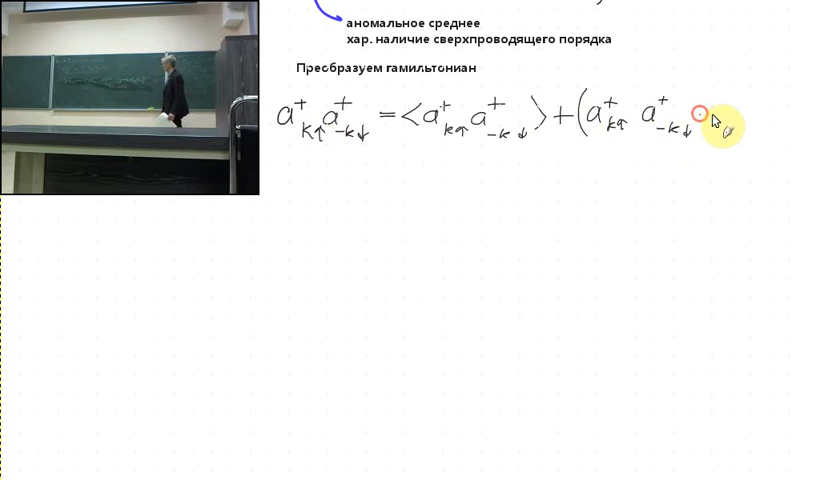 аномальное среднее
хар. наличие сверхпроводящего порядка
Преобразуем гамильтониан
a⁺k↑ a⁺-k↓ = <a⁺k↑ a⁺-k↓> + (a⁺k↑ a⁺-k↓